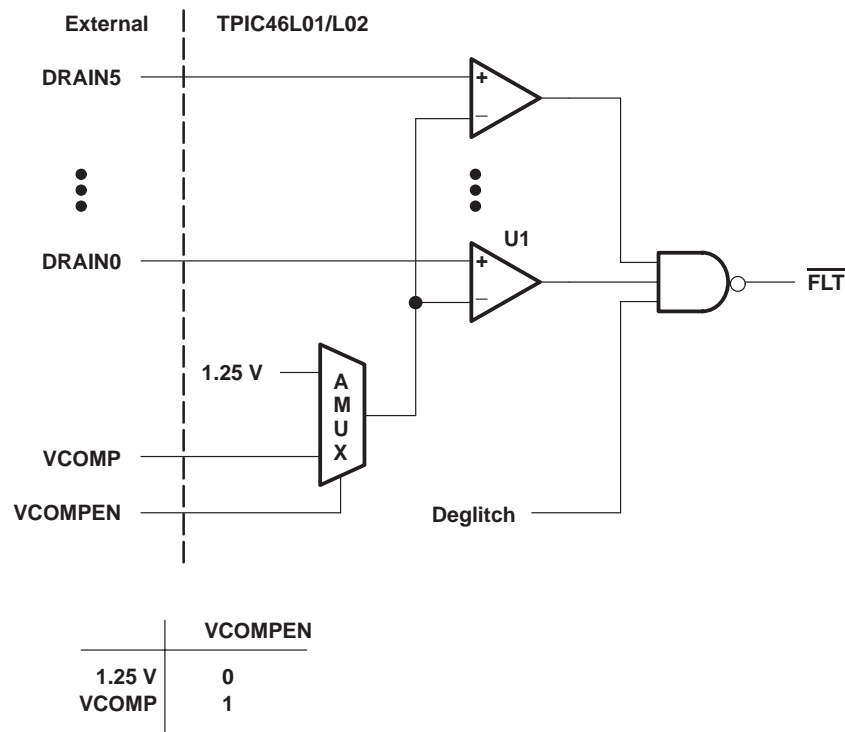 External TPIC46L01/L02
DRAIN5
+
–
U1
DRAIN0
+
–
FLT
1.25 V
A
M
U
X
VCOMP
VCOMPEN
Deglitch
VCOMPEN
1.25 V 0
VCOMP 1